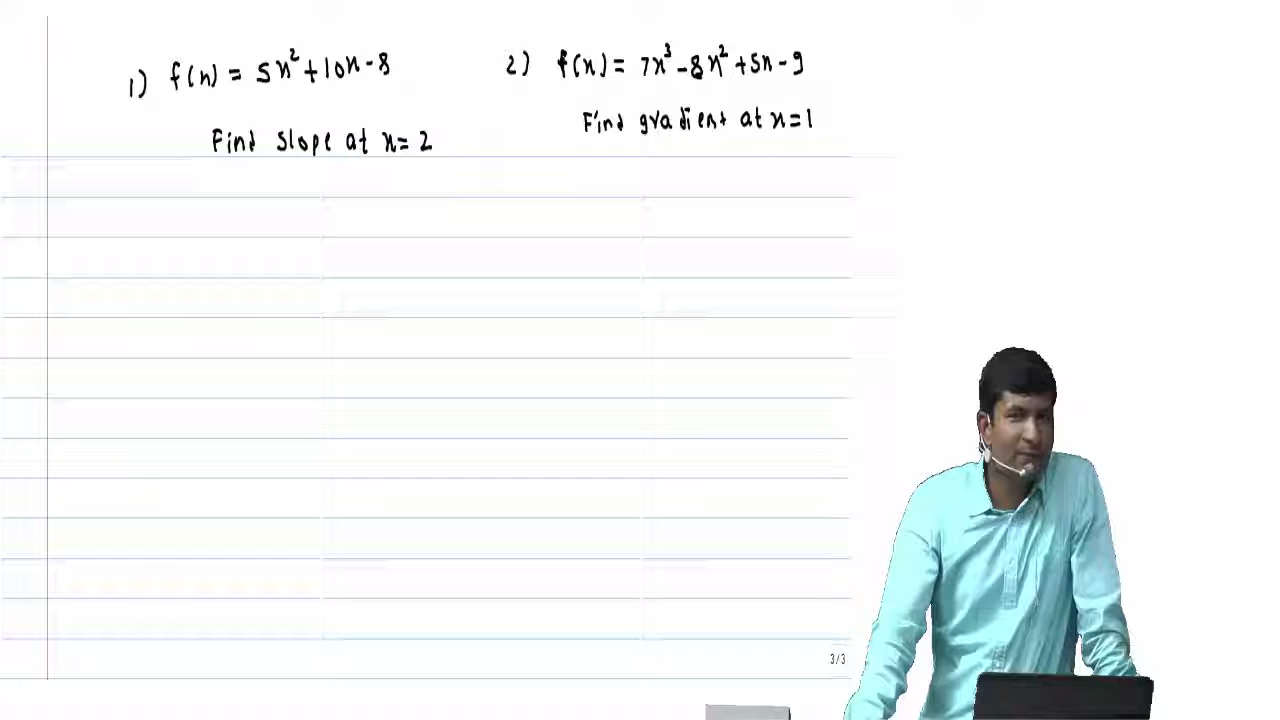 1) f(x) = 5x² + 10x - 8
Find slope at x = 2
2) f(x) = 7x³ - 8x² + 5x - 9
Find gradient at x = 1
3/3